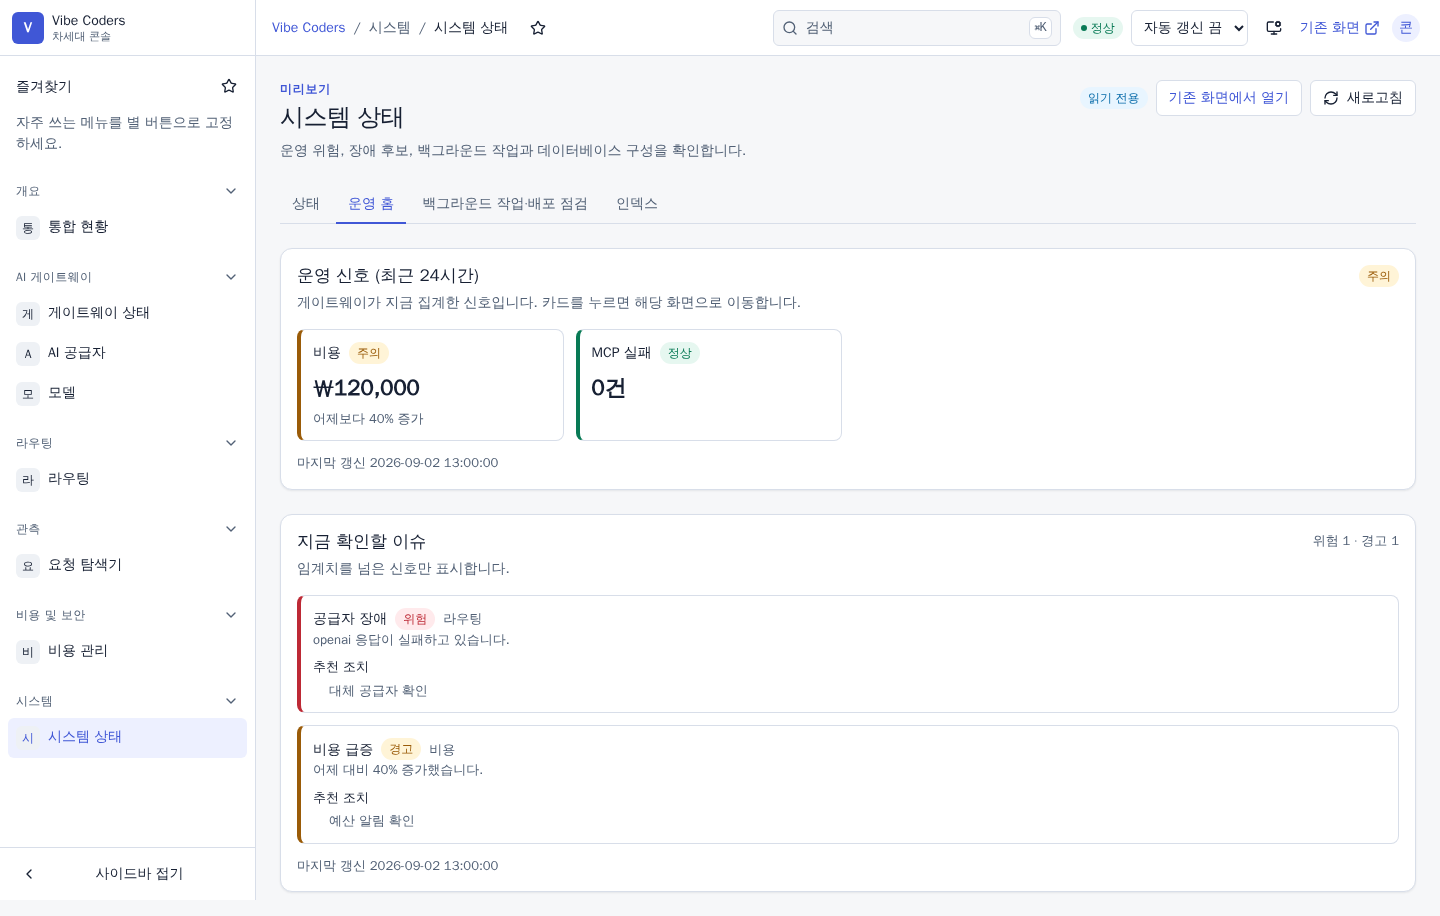 V
Vibe Coders
차세대 콘솔
Vibe Coders / 시스템 / 시스템 상태
검색
⌘K
정상
자동 갱신 끔
기존 화면
콘
즐겨찾기
자주 쓰는 메뉴를 별 버튼으로 고정
하세요.
개요
통 통합 현황
AI 게이트웨이
게 게이트웨이 상태
A AI 공급자
모 모델
라우팅
라 라우팅
관측
요 요청 탐색기
비용 및 보안
비 비용 관리
시스템
시 시스템 상태
사이드바 접기
미리보기
시스템 상태
운영 위험, 장애 후보, 백그라운드 작업과 데이터베이스 구성을 확인합니다.
읽기 전용
기존 화면에서 열기
새로고침
상태
운영 홈
백그라운드 작업·배포 점검
인덱스
운영 신호 (최근 24시간)
주의
게이트웨이가 지금 집계한 신호입니다. 카드를 누르면 해당 화면으로 이동합니다.
비용 주의
₩120,000
어제보다 40% 증가
MCP 실패 정상
0건
마지막 갱신 2026-09-02 13:00:00
지금 확인할 이슈
위험 1 · 경고 1
임계치를 넘은 신호만 표시합니다.
공급자 장애 위험 라우팅
openai 응답이 실패하고 있습니다.
추천 조치
대체 공급자 확인
비용 급증 경고 비용
어제 대비 40% 증가했습니다.
추천 조치
예산 알림 확인
마지막 갱신 2026-09-02 13:00:00